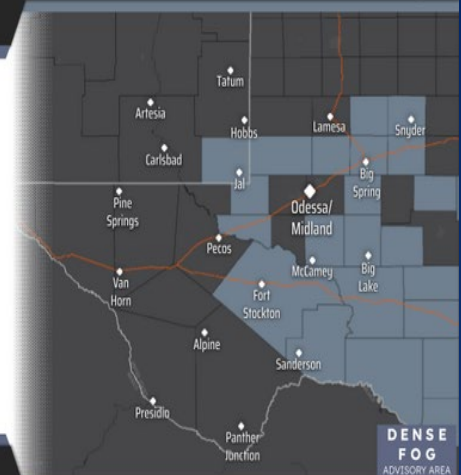 Tatum
Artesia
Hobbs
Lamesa
Snyder
Carlsbad
Jal
Big
Spring
Pine
Springs
Odessa/
Midland
Pecos
McCamey
Big
Lake
Van
Horn
Fort
Stockton
Alpine
Sanderson
Presidio
Panther
Junction
DENSE
FOG
ADVISORY AREA